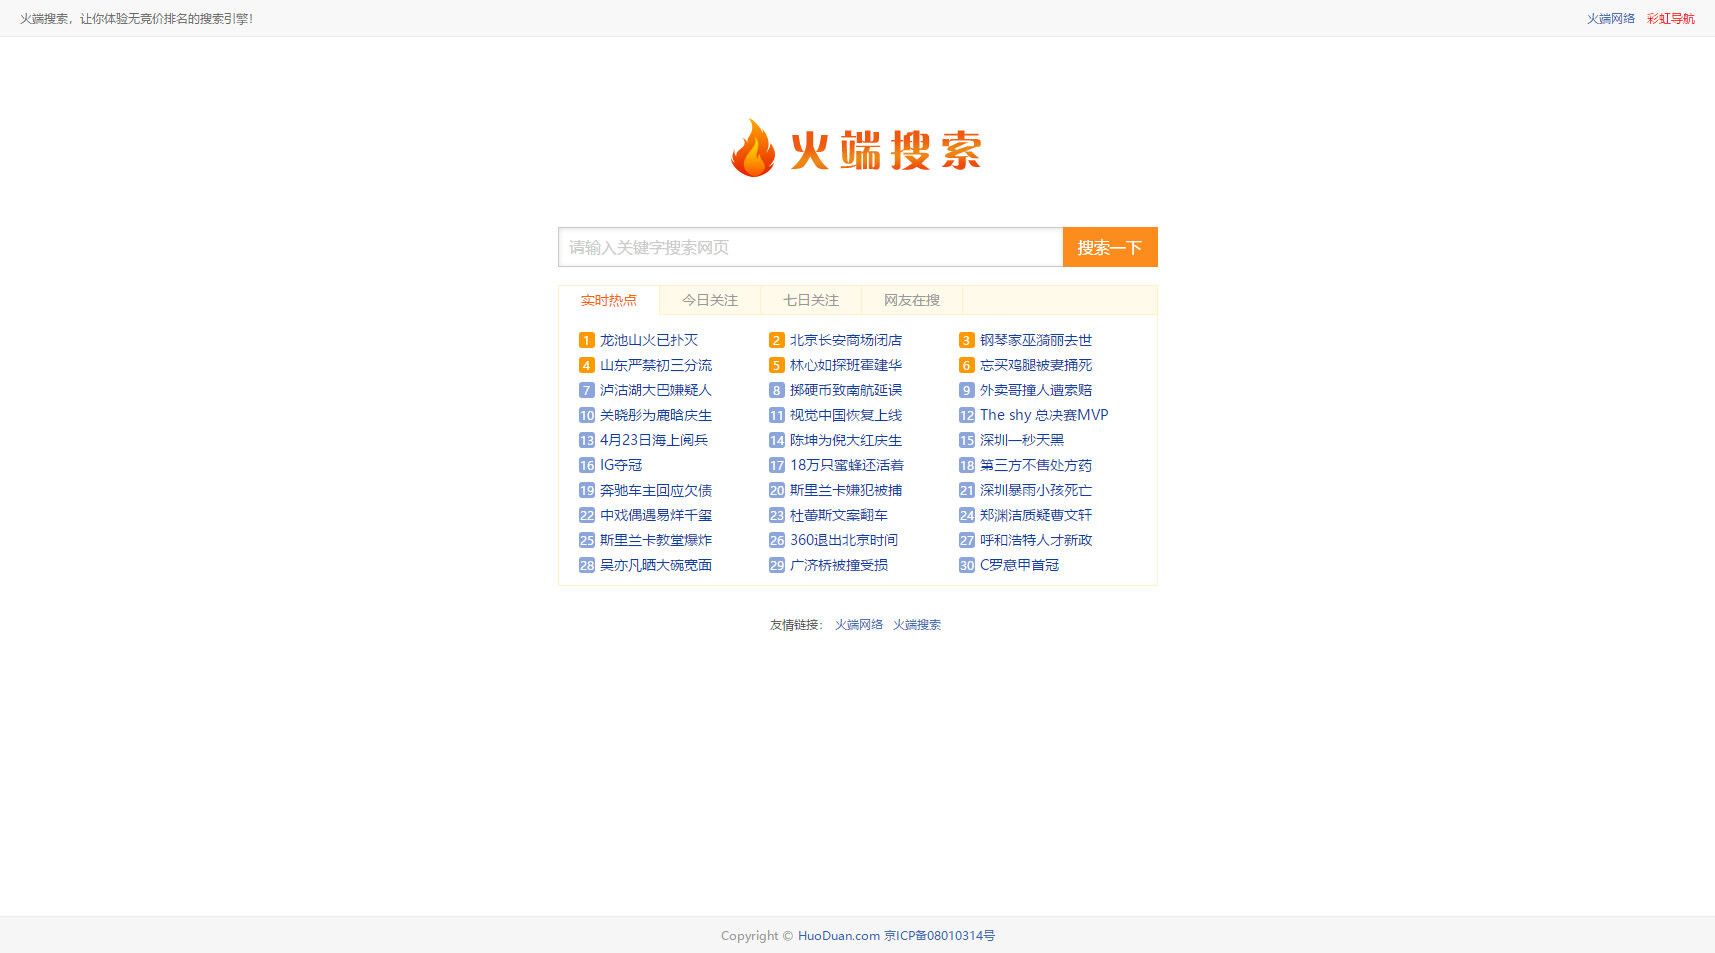 火端搜索，让你体验无竞价排名的搜索引擎！ 火端网络 彩虹导航
火端搜索
请输入关键字搜索网页 搜索一下
实时热点 今日关注 七日关注 网友在搜
1 龙池山火已扑灭 2 北京长安商场闭店 3 钢琴家巫漪丽去世
4 山东严禁初三分流 5 林心如探班霍建华 6 忘买鸡腿被妻捅死
7 泸沽湖大巴嫌疑人 8 掷硬币致南航延误 9 外卖哥撞人遭索赔
10 关晓彤为鹿晗庆生 11 视觉中国恢复上线 12 The shy 总决赛MVP
13 4月23日海上阅兵 14 陈坤为倪大红庆生 15 深圳一秒天黑
16 IG夺冠 17 18万只蜜蜂还活着 18 第三方不售处方药
19 奔驰车主回应欠债 20 斯里兰卡嫌犯被捕 21 深圳暴雨小孩死亡
22 中戏偶遇易烊千玺 23 杜蕾斯文案翻车 24 郑渊洁质疑曹文轩
25 斯里兰卡教堂爆炸 26 360退出北京时间 27 呼和浩特人才新政
28 吴亦凡晒大碗宽面 29 广济桥被撞受损 30 C罗意甲首冠
友情链接： 火端网络 火端搜索
Copyright © HuoDuan.com 京ICP备08010314号